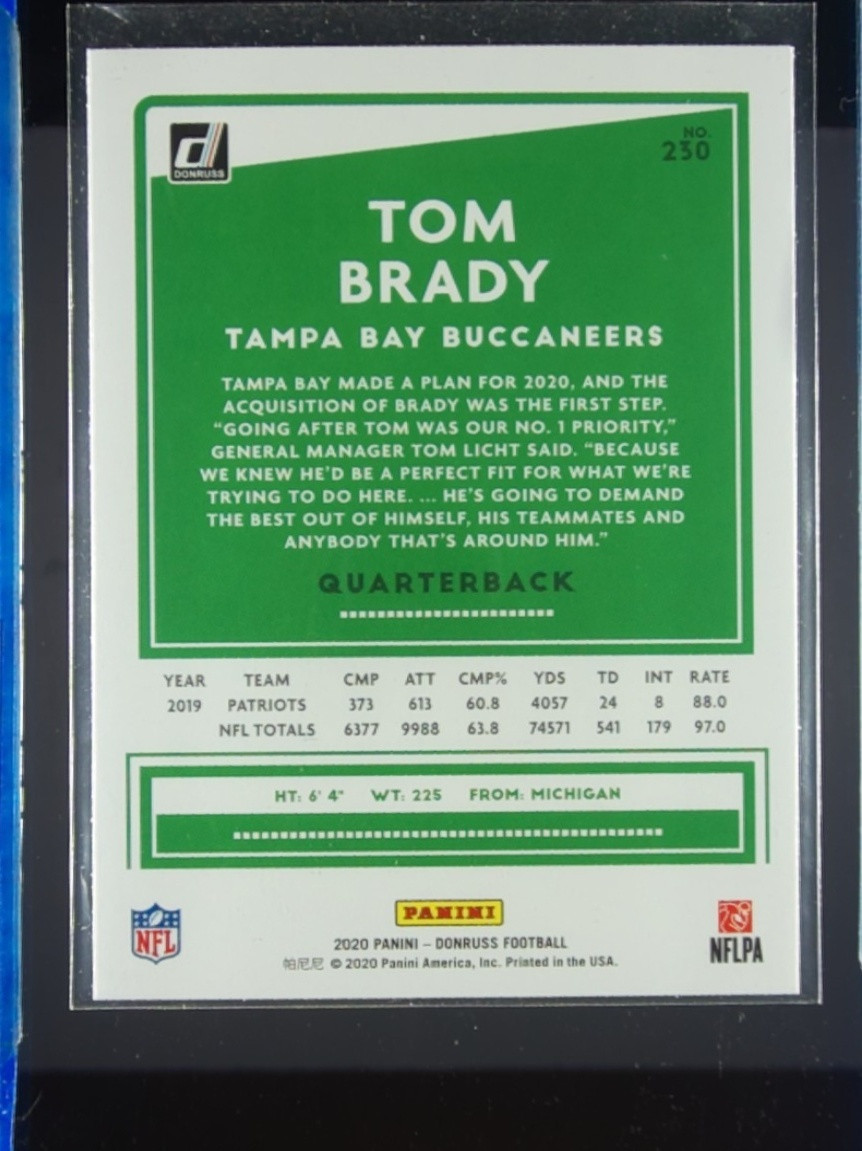 DONRUSS
NO.
230
TOM
BRADY
TAMPA BAY BUCCANEERS
TAMPA BAY MADE A PLAN FOR 2020, AND THE
ACQUISITION OF BRADY WAS THE FIRST STEP.
“GOING AFTER TOM WAS OUR NO. 1 PRIORITY,”
GENERAL MANAGER TOM LICHT SAID. “BECAUSE
WE KNEW HE’D BE A PERFECT FIT FOR WHAT WE’RE
TRYING TO DO HERE. ... HE’S GOING TO DEMAND
THE BEST OUT OF HIMSELF, HIS TEAMMATES AND
ANYBODY THAT’S AROUND HIM.”
QUARTERBACK
YEAR TEAM CMP ATT CMP% YDS TD INT RATE
2019 PATRIOTS 373 613 60.8 4057 24 8 88.0
NFL TOTALS 6377 9988 63.8 74571 541 179 97.0
HT: 6' 4" WT: 225 FROM: MICHIGAN
NFL
PANINI
NFLPA
2020 PANINI – DONRUSS FOOTBALL
帕尼尼 © 2020 Panini America, Inc. Printed in the USA.